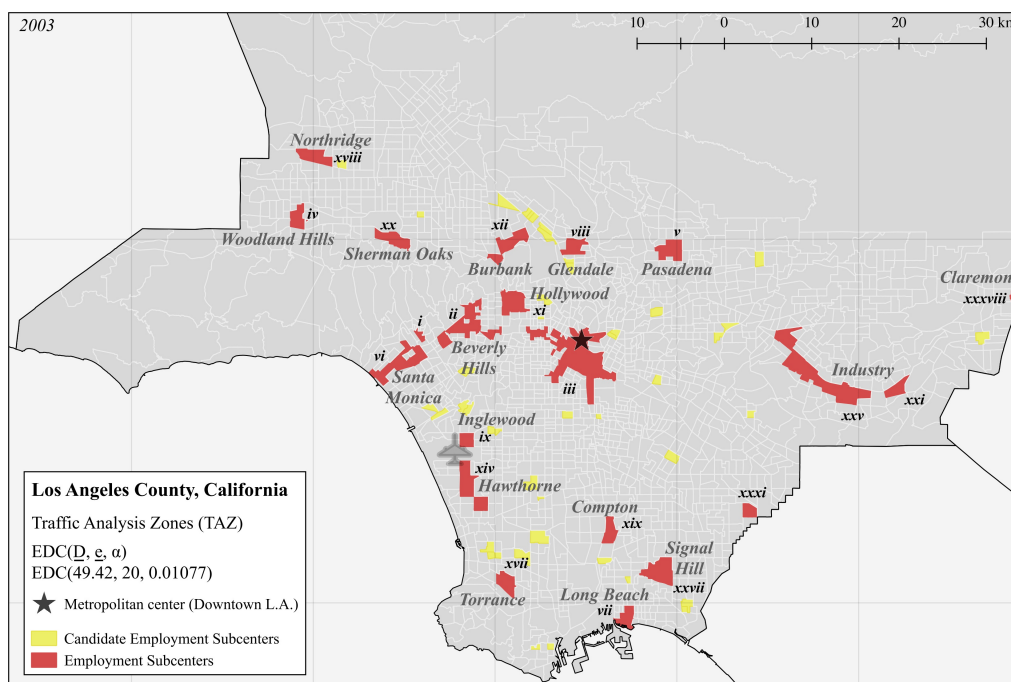 2003
10 0 10 20 30 km
Northridge
xviii
iv
Woodland Hills
xx
Sherman Oaks
xii
Burbank
viii
Glendale
v
Pasadena
Claremon
xxxviii
Hollywood
xi
ii
i
Beverly
Hills
vi
Santa
Monica
iii
Industry
xxi
xxv
Inglewood
ix
xiv
Hawthorne
Compton
xix
xxxi
Signal
Hill
xxvii
xvii
Torrance
Long Beach
vii
Los Angeles County, California
Traffic Analysis Zones (TAZ)
EDC(D, e, α)
EDC(49.42, 20, 0.01077)
Metropolitan center (Downtown L.A.)
Candidate Employment Subcenters
Employment Subcenters